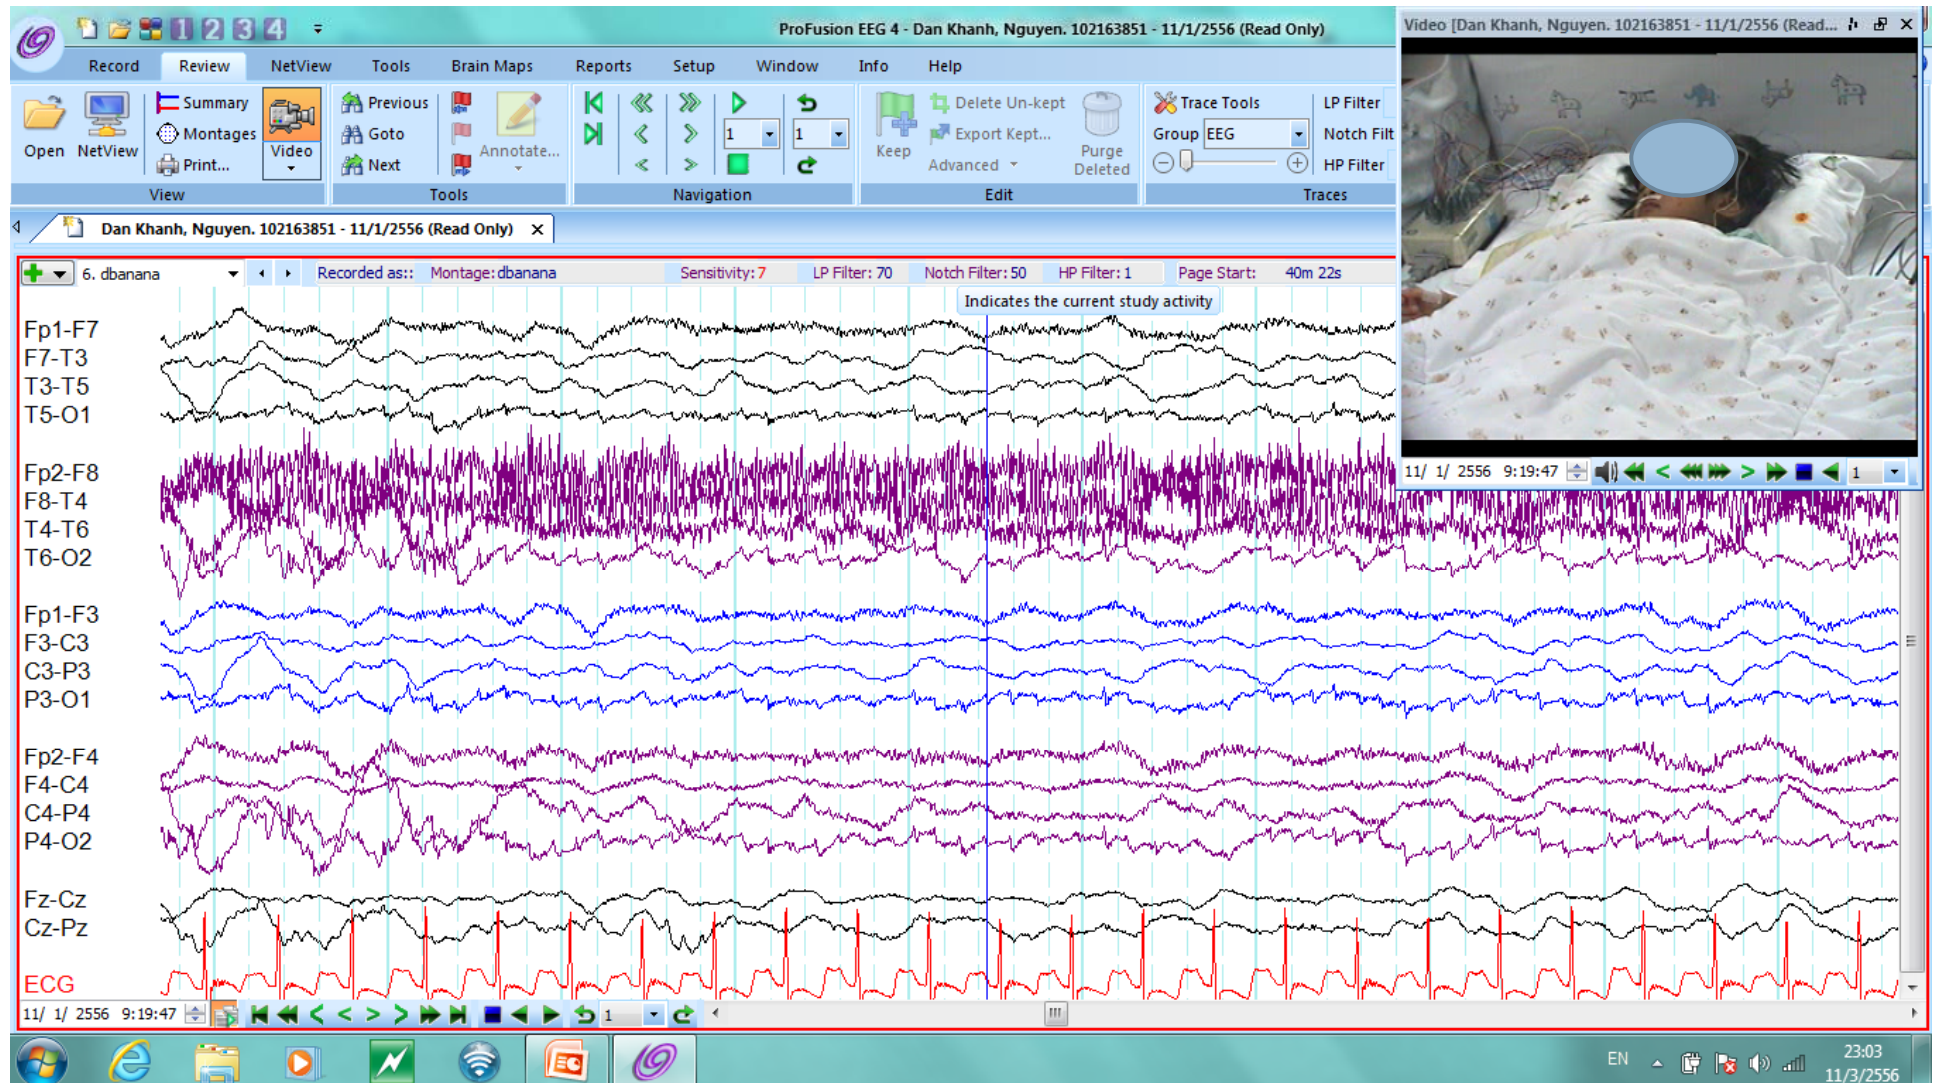 1 2 3 4
ProFusion EEG 4 - Dan Khanh, Nguyen. 102163851 - 11/1/2556 (Read Only)
Video [Dan Khanh, Nguyen. 102163851 - 11/1/2556 (Read...
Record Review NetView Tools Brain Maps Reports Setup Window Info Help
Summary Previous Delete Un-kept Trace Tools LP Filter
Montages Goto 1 1 Export Kept... Group EEG Notch Filt
Open NetView Print... Video Next Annotate... Keep Advanced Purge Deleted HP Filter
View Tools Navigation Edit Traces
Dan Khanh, Nguyen. 102163851 - 11/1/2556 (Read Only)
6. dbanana Recorded as:: Montage: dbanana Sensitivity: 7 LP Filter: 70 Notch Filter: 50 HP Filter: 1 Page Start: 40m 22s
Indicates the current study activity
Fp1-F7
F7-T3
T3-T5
T5-O1
11/ 1/ 2556 9:19:47 1
Fp2-F8
F8-T4
T4-T6
T6-O2
Fp1-F3
F3-C3
C3-P3
P3-O1
Fp2-F4
F4-C4
C4-P4
P4-O2
Fz-Cz
Cz-Pz
ECG
11/ 1/ 2556 9:19:47 1
EN 23:03
11/3/2556